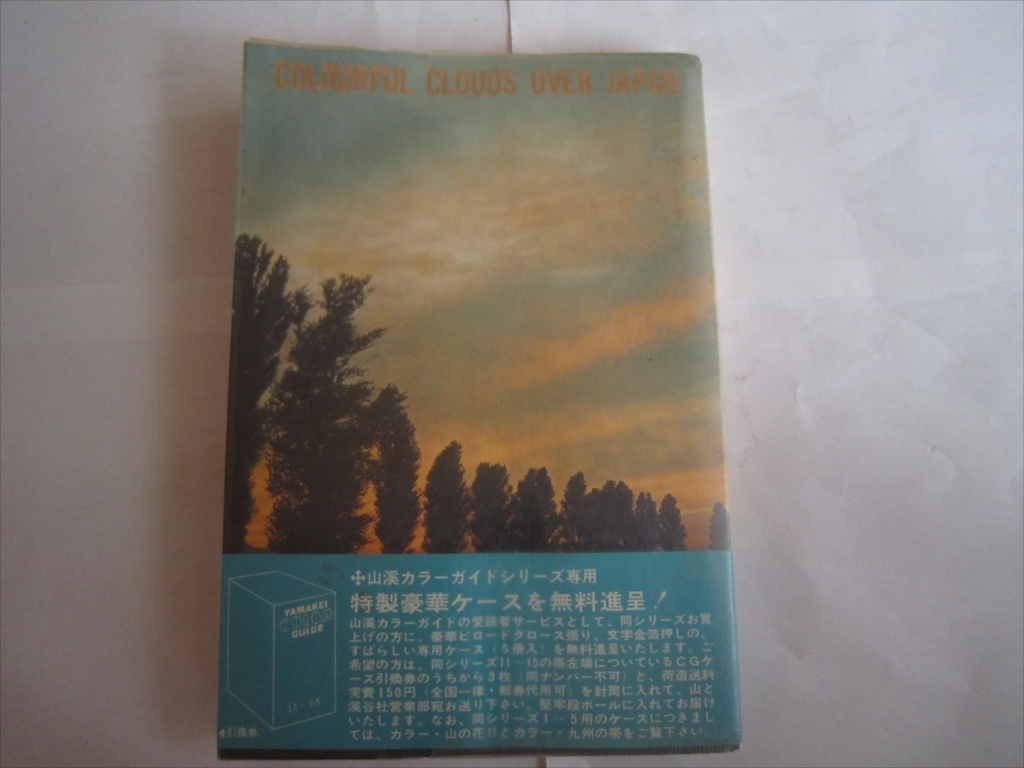 COLOURFUL CLOUDS OVER JAPAN
✣山溪カラーガイドシリーズ専用
特製豪華ケースを無料進呈!
山溪カラーガイドの愛読者サービスとして、同シリーズお買
上げの方に、豪華ビロードクロース張り、文字金箔押しの、
すばらしい専用ケース(5冊入)を無料進呈いたします。ご
希望の方は、同シリーズ11〜15の帯左端についているCGケ
ース引換券のうちから3枚(同ナンバー不可)と、荷造送料
実費150円(全国一律・郵券代用可)を封筒に入れて、山と
溪谷社営業部宛お送り下さい。堅牢段ボールに入れてお届け
いたします。なお、同シリーズ1〜5用のケースにつきまし
ては、カラー・山の花IIとカラー・九州の帯をご覧下さい。
YAMAKEI
COLOR
GUIDE
◀引換券